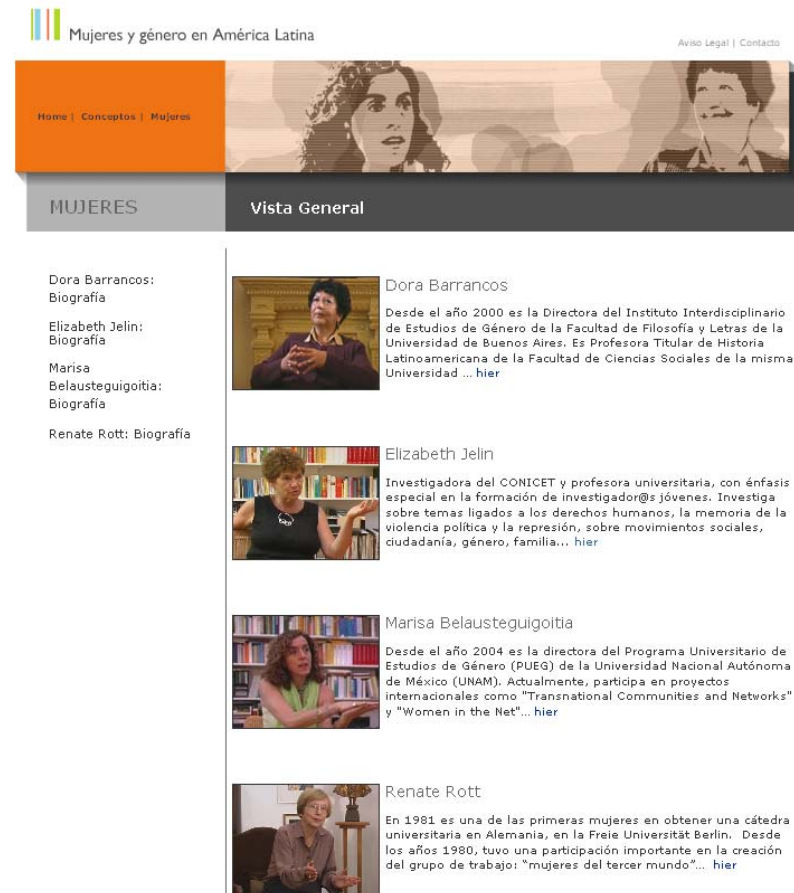 Mujeres y género en América Latina
Aviso Legal | Contacto
Home | Conceptos | Mujeres
MUJERES
Vista General
Dora Barrancos:
Biografía
Elizabeth Jelin:
Biografía
Marisa
Belausteguigoitia:
Biografía
Renate Rott: Biografía
Dora Barrancos
Desde el año 2000 es la Directora del Instituto Interdisciplinario
de Estudios de Género de la Facultad de Filosofía y Letras de la
Universidad de Buenos Aires. Es Profesora Titular de Historia
Latinoamericana de la Facultad de Ciencias Sociales de la misma
Universidad ... hier
Elizabeth Jelin
Investigadora del CONICET y profesora universitaria, con énfasis
especial en la formación de investigador@s jóvenes. Investiga
sobre temas ligados a los derechos humanos, la memoria de la
violencia política y la represión, sobre movimientos sociales,
ciudadanía, género, familia... hier
Marisa Belausteguigoitia
Desde el año 2004 es la directora del Programa Universitario de
Estudios de Género (PUEG) de la Universidad Nacional Autónoma
de México (UNAM). Actualmente, participa en proyectos
internacionales como "Transnational Communities and Networks"
y "Women in the Net"... hier
Renate Rott
En 1981 es una de las primeras mujeres en obtener una cátedra
universitaria en Alemania, en la Freie Universität Berlin. Desde
los años 1980, tuvo una participación importante en la creación
del grupo de trabajo: “mujeres del tercer mundo”... hier